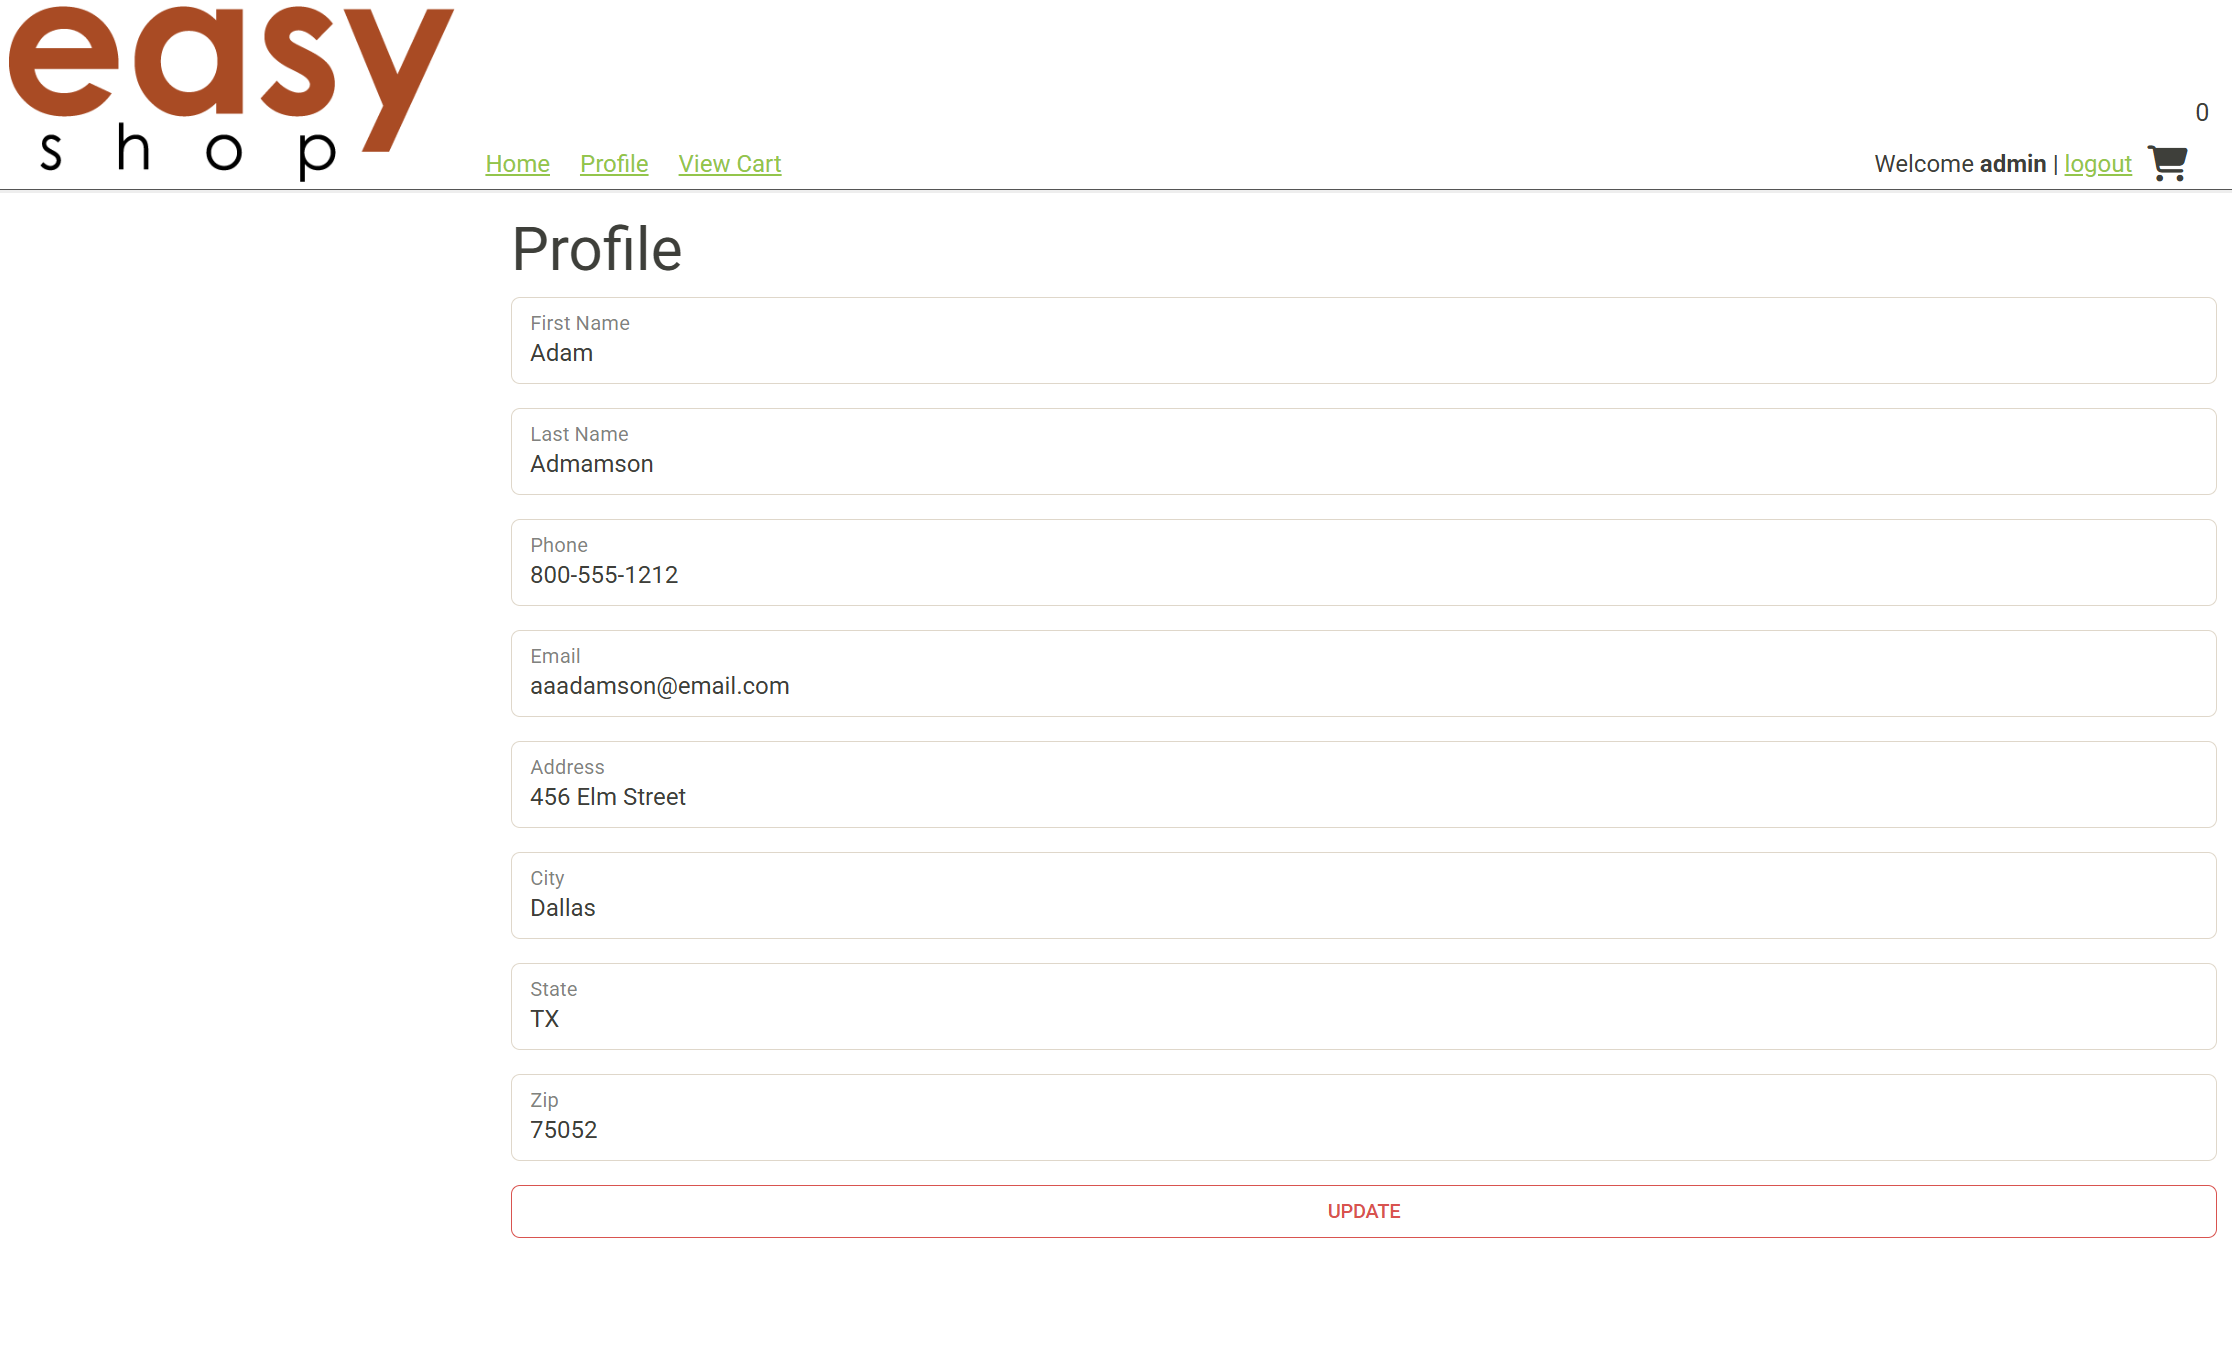 easy
shop
0
Home Profile View Cart
Welcome admin | logout
Profile
First Name
Adam
Last Name
Admamson
Phone
800-555-1212
Email
aaadamson@email.com
Address
456 Elm Street
City
Dallas
State
TX
Zip
75052
UPDATE